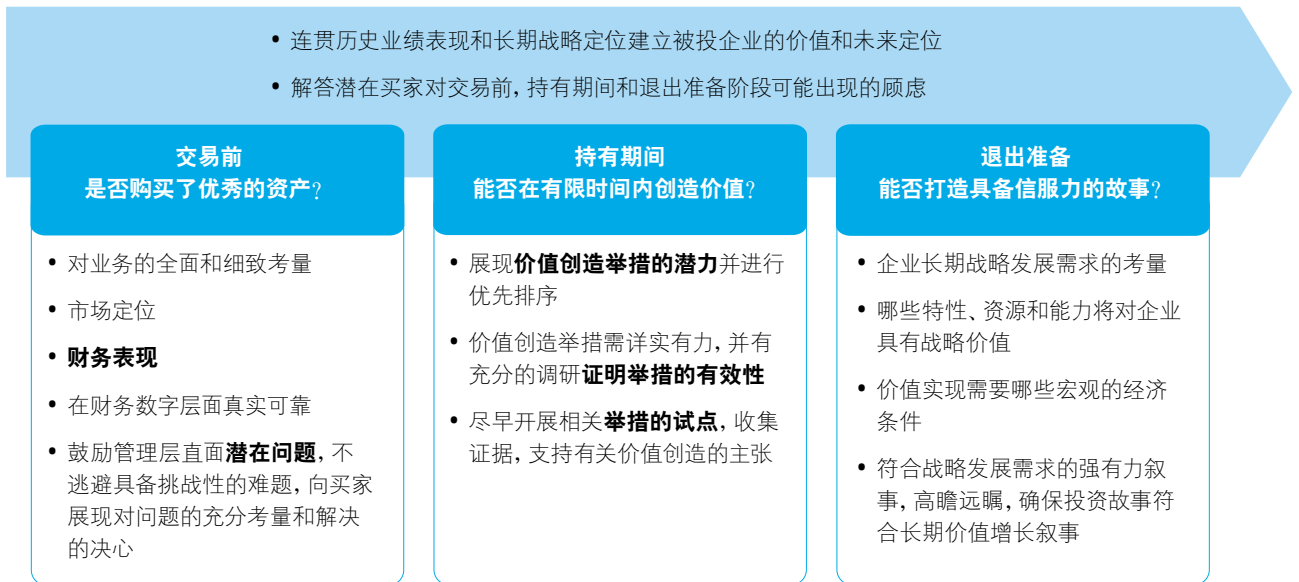 • 连贯历史业绩表现和长期战略定位建立被投企业的价值和未来定位
• 解答潜在买家对交易前，持有期间和退出准备阶段可能出现的顾虑
交易前
是否购买了优秀的资产？
• 对业务的全面和细致考量
• 市场定位
• 财务表现
• 在财务数字层面真实可靠
• 鼓励管理层直面潜在问题，不
逃避具备挑战性的难题，向买家
展现对问题的充分考量和解决
的决心
持有期间
能否在有限时间内创造价值？
• 展现价值创造举措的潜力并进行
优先排序
• 价值创造举措需详实有力，并有
充分的调研证明举措的有效性
• 尽早开展相关举措的试点，收集
证据，支持有关价值创造的主张
退出准备
能否打造具备信服力的故事？
• 企业长期战略发展需求的考量
• 哪些特性、资源和能力将对企业
具有战略价值
• 价值实现需要哪些宏观的经济
条件
• 符合战略发展需求的强有力叙
事，高瞻远瞩，确保投资故事符
合长期价值增长叙事